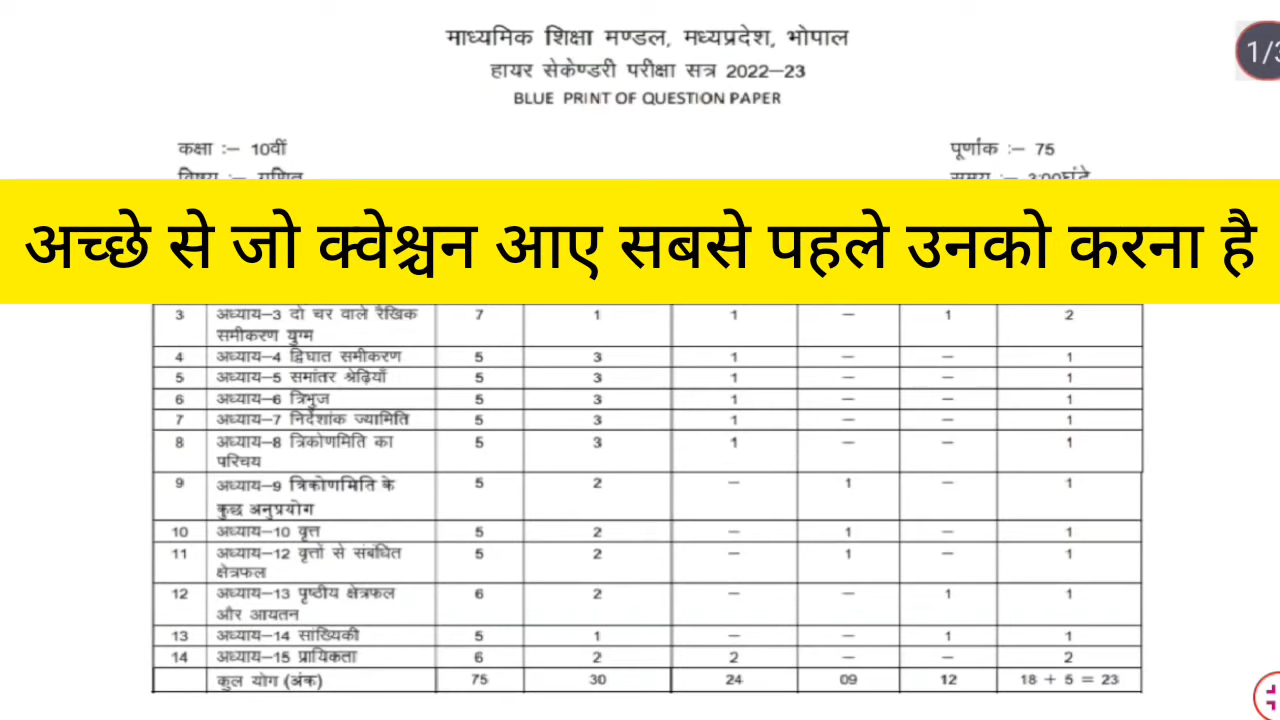 माध्यमिक शिक्षा मण्डल, मध्यप्रदेश, भोपाल
1/3
हायर सेकेण्डरी परीक्षा सत्र 2022–23
BLUE PRINT OF QUESTION PAPER
कक्षा :– 10वीं पूर्णांक :– 75
विषय :– गणित समय :– 3:00घंटे
अच्छे से जो क्वेश्चन आए सबसे पहले उनको करना है
3 अध्याय–3 दो चर वाले रैखिक 7 1 1 – 1 2
समीकरण युग्म
4 अध्याय–4 द्विघात समीकरण 5 3 1 – – 1
5 अध्याय–5 समांतर श्रेढ़ियाँ 5 3 1 – – 1
6 अध्याय–6 त्रिभुज 5 3 1 – – 1
7 अध्याय–7 निर्देशांक ज्यामिति 5 3 1 – – 1
8 अध्याय–8 त्रिकोणमिति का 5 3 1 – – 1
परिचय
9 अध्याय–9 त्रिकोणमिति के 5 2 – 1 – 1
कुछ अनुप्रयोग
10 अध्याय–10 वृत्त 5 2 – 1 – 1
11 अध्याय–12 वृत्तों से संबंधित 5 2 – 1 – 1
क्षेत्रफल
12 अध्याय–13 पृष्ठीय क्षेत्रफल 6 2 – – 1 1
और आयतन
13 अध्याय–14 सांख्यिकी 5 1 – – 1 1
14 अध्याय–15 प्रायिकता 6 2 2 – – 2
कुल योग (अंक) 75 30 24 09 12 18 + 5 = 23